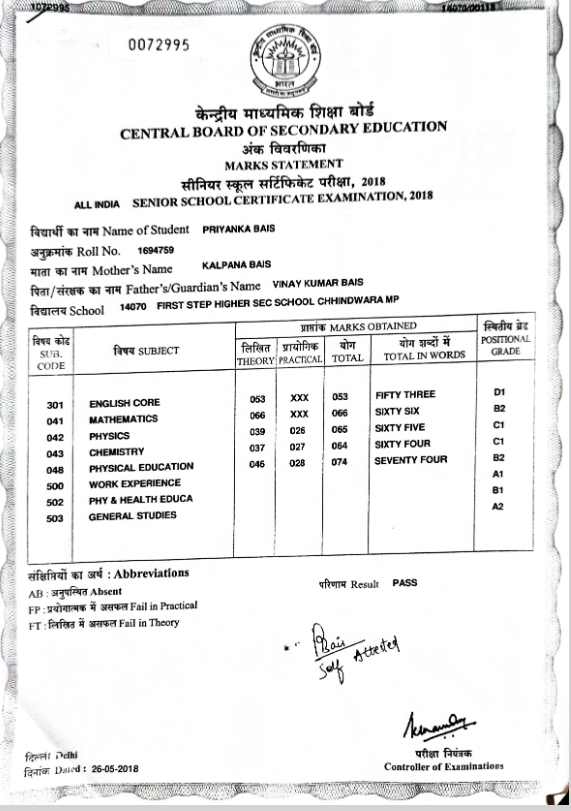 1072995
14070/00118
0072995
भारत
केन्द्रीय माध्यमिक शिक्षा बोर्ड
CENTRAL BOARD OF SECONDARY EDUCATION
अंक विवरणिका
MARKS STATEMENT
सीनियर स्कूल सर्टिफिकेट परीक्षा, 2018
ALL INDIA SENIOR SCHOOL CERTIFICATE EXAMINATION, 2018
विद्यार्थी का नाम Name of Student PRIYANKA BAIS
अनुक्रमांक Roll No. 1694759
माता का नाम Mother's Name KALPANA BAIS
पिता/संरक्षक का नाम Father's/Guardian's Name VINAY KUMAR BAIS
विद्यालय School 14070 FIRST STEP HIGHER SEC SCHOOL CHHINDWARA MP
विषय कोड SUB. CODE विषय SUBJECT प्राप्तांक MARKS OBTAINED स्थितीय ग्रेड POSITIONAL GRADE
लिखित THEORY प्रायोगिक PRACTICAL योग TOTAL योग शब्दों में TOTAL IN WORDS
301 ENGLISH CORE 053 XXX 053 FIFTY THREE D1
041 MATHEMATICS 066 XXX 066 SIXTY SIX B2
042 PHYSICS 039 026 065 SIXTY FIVE C1
043 CHEMISTRY 037 027 064 SIXTY FOUR C1
048 PHYSICAL EDUCATION 046 028 074 SEVENTY FOUR B2
500 WORK EXPERIENCE A1
502 PHY & HEALTH EDUCA B1
503 GENERAL STUDIES A2
संक्षिप्तियों का अर्थ : Abbreviations
AB : अनुपस्थित Absent
FP : प्रयोगात्मक में असफल Fail in Practical
FT : लिखित में असफल Fail in Theory
परिणाम Result PASS
PBais
Self Attested
दिल्ली Delhi
दिनांक Dated : 26-05-2018
परीक्षा नियंत्रक
Controller of Examinations